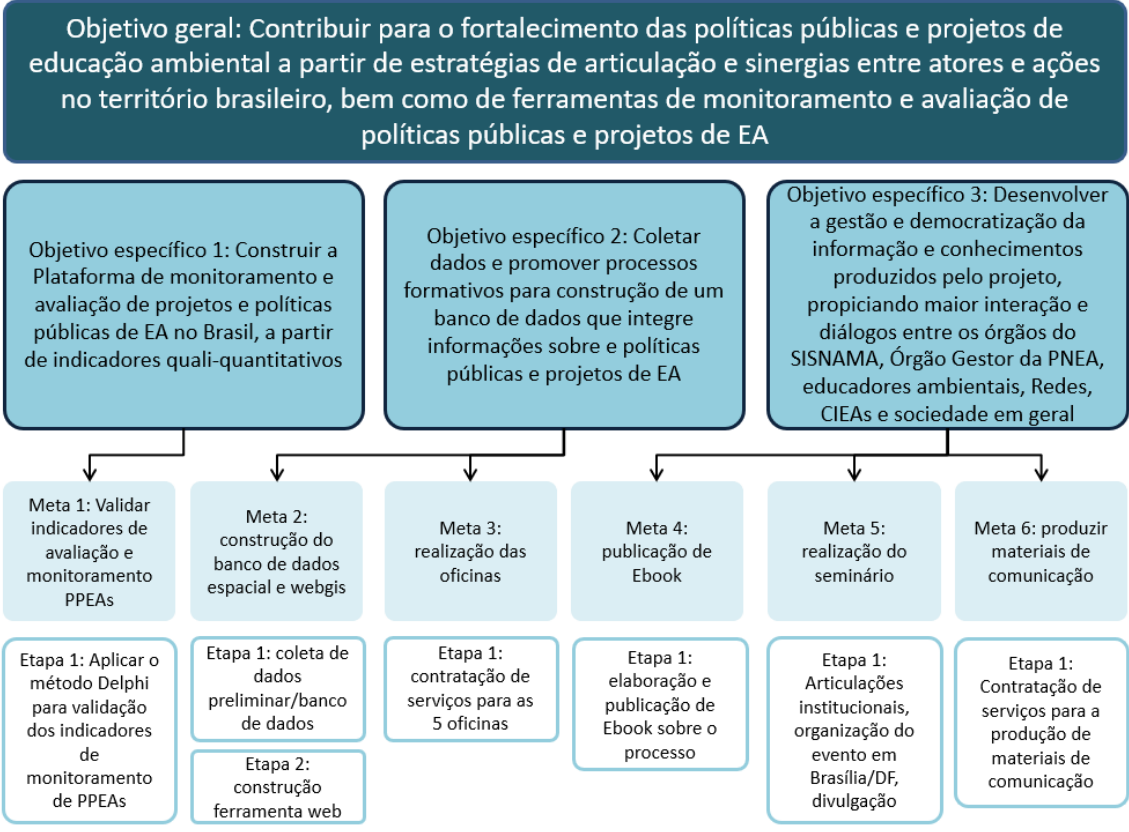 Objetivo geral: Contribuir para o fortalecimento das políticas públicas e projetos de
educação ambiental a partir de estratégias de articulação e sinergias entre atores e ações
no território brasileiro, bem como de ferramentas de monitoramento e avaliação de
políticas públicas e projetos de EA
Objetivo específico 1: Construir a
Plataforma de monitoramento e
avaliação de projetos e políticas
públicas de EA no Brasil, a partir
de indicadores quali-quantitativos
Objetivo específico 2: Coletar
dados e promover processos
formativos para construção de um
banco de dados que integre
informações sobre e políticas
públicas e projetos de EA
Objetivo específico 3: Desenvolver
a gestão e democratização da
informação e conhecimentos
produzidos pelo projeto,
propiciando maior interação e
diálogos entre os órgãos do
SISNAMA, Órgão Gestor da PNEA,
educadores ambientais, Redes,
CIEAs e sociedade em geral
Meta 1: Validar
indicadores de
avaliação e
monitoramento
PPEAs
Meta 2:
construção do
banco de dados
espacial e webgis
Meta 3:
realização das
oficinas
Meta 4:
publicação de
Ebook
Meta 5:
realização do
seminário
Meta 6: produzir
materiais de
comunicação
Etapa 1: Aplicar o
método Delphi
para validação
dos indicadores
de
monitoramento
de PPEAs
Etapa 1: coleta de
dados
preliminar/banco
de dados
Etapa 2:
construção
ferramenta web
Etapa 1:
contratação de
serviços para as
5 oficinas
Etapa 1:
elaboração e
publicação de
Ebook sobre o
processo
Etapa 1:
Articulações
institucionais,
organização do
evento em
Brasília/DF,
divulgação
Etapa 1:
Contratação de
serviços para a
produção de
materiais de
comunicação